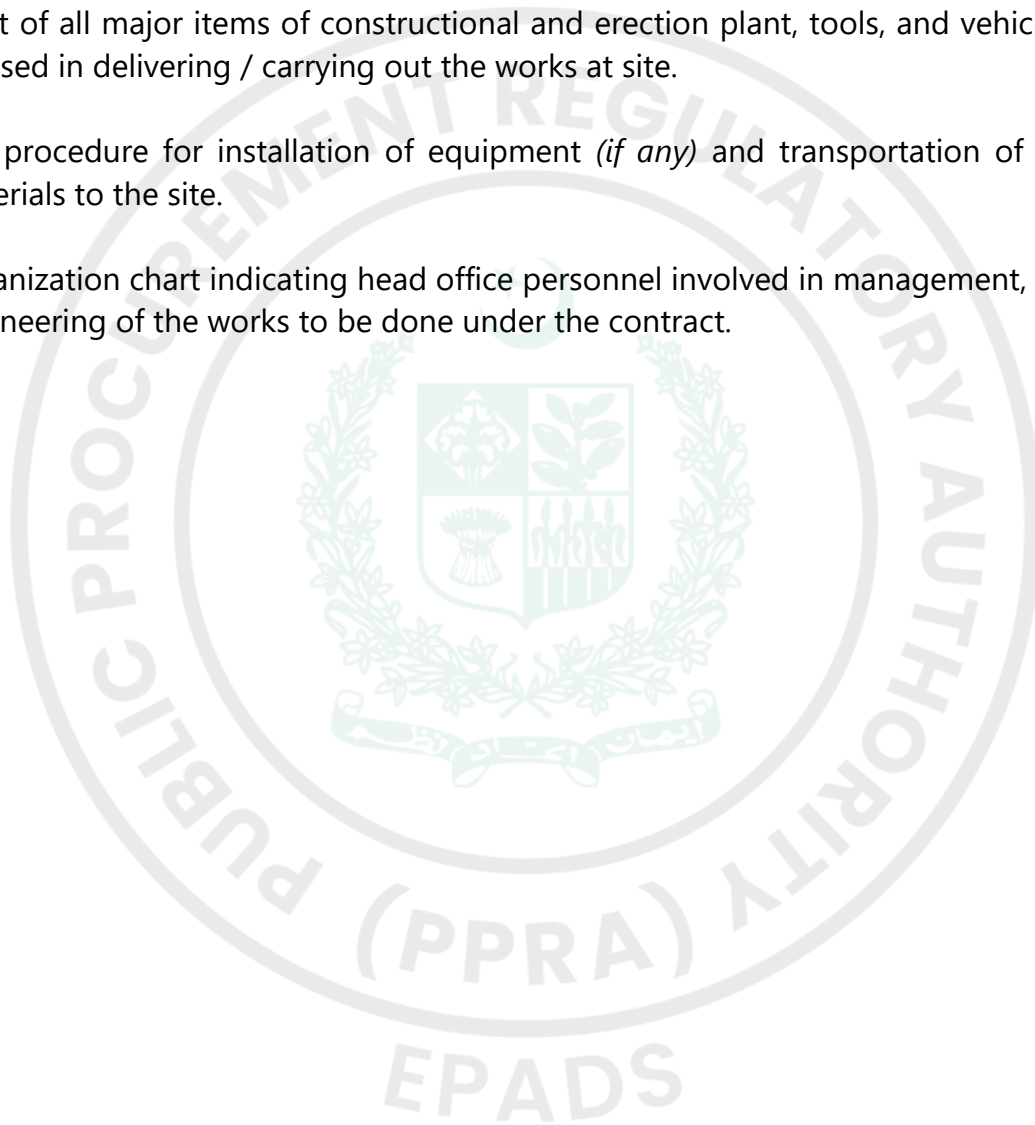 t of all major items of constructional and erection plant, tools, and vehic
sed in delivering / carrying out the works at site.
procedure for installation of equipment (if any) and transportation of
erials to the site.
anization chart indicating head office personnel involved in management,
neering of the works to be done under the contract.
PUBLIC PROCUREMENT REGULATORY AUTHORITY
(PPRA)
EPADS